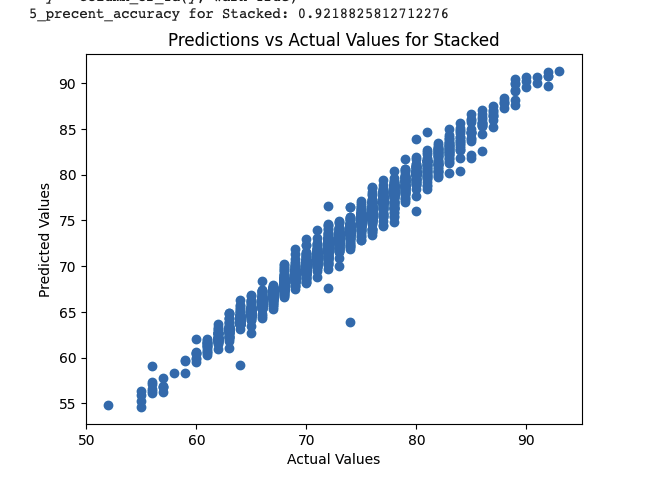 5_precent_accuracy for Stacked: 0.9218825812712276
Predictions vs Actual Values for Stacked
90
85
80
75
70
65
60
55
Predicted Values
50 60 70 80 90
Actual Values